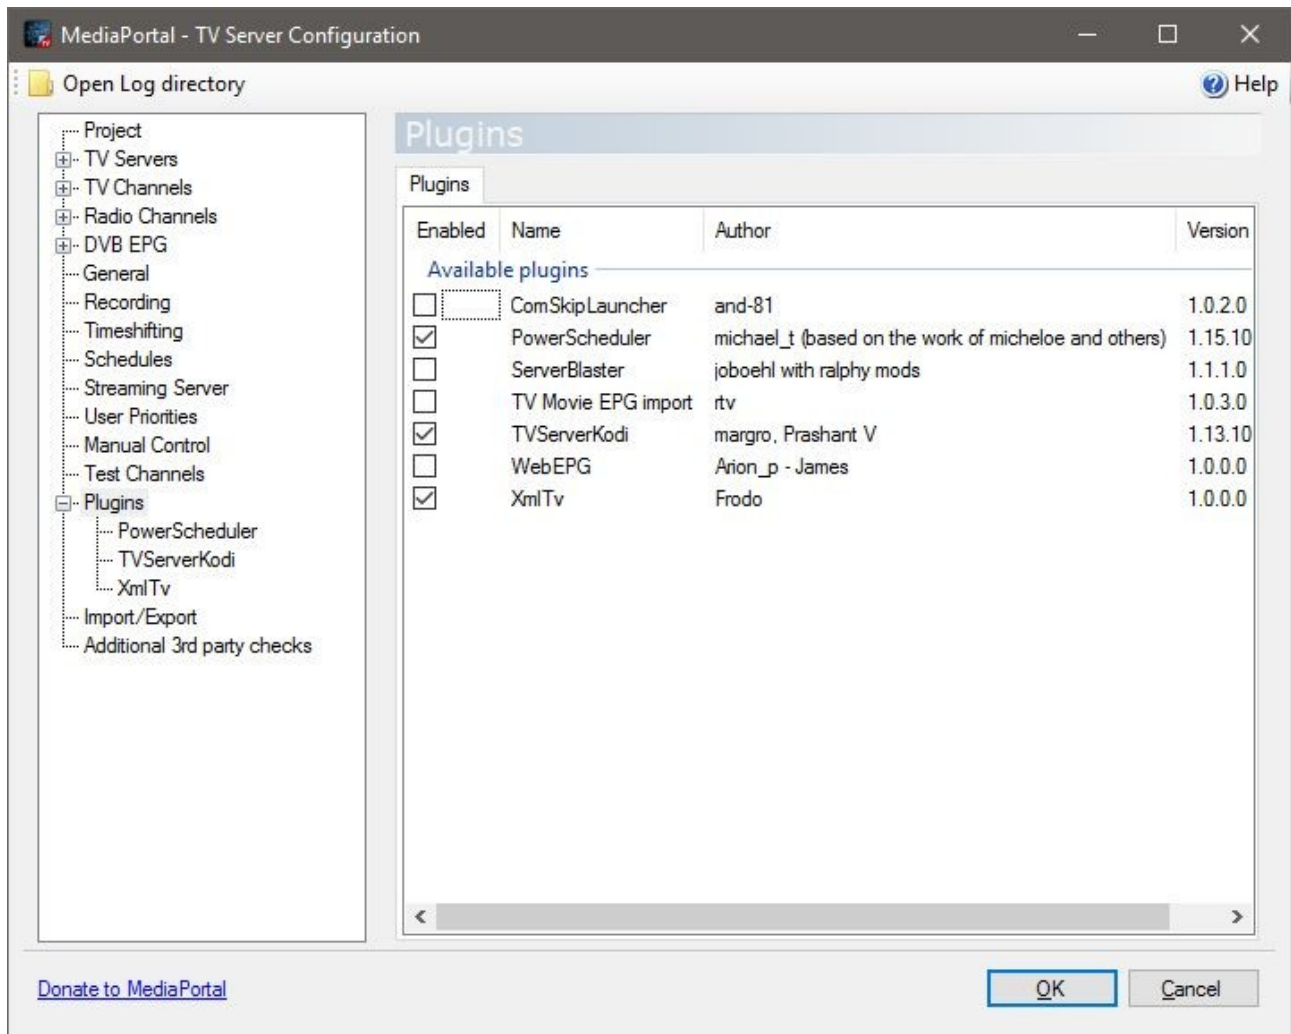 MediaPortal - TV Server Configuration
Open Log directory
Help
Project
TV Servers
TV Channels
Radio Channels
DVB EPG
General
Recording
Timeshifting
Schedules
Streaming Server
User Priorities
Manual Control
Test Channels
Plugins
PowerScheduler
TVServerKodi
XmlTv
Import/Export
Additional 3rd party checks
Plugins
Plugins
Enabled Name Author Version
Available plugins
ComSkipLauncher and-81 1.0.2.0
PowerScheduler michael_t (based on the work of micheloe and others) 1.15.10
ServerBlaster joboehl with ralphy mods 1.1.1.0
TV Movie EPG import rtv 1.0.3.0
TVServerKodi margro, Prashant V 1.13.10
WebEPG Arion_p - James 1.0.0.0
XmlTv Frodo 1.0.0.0
Donate to MediaPortal
OK Cancel